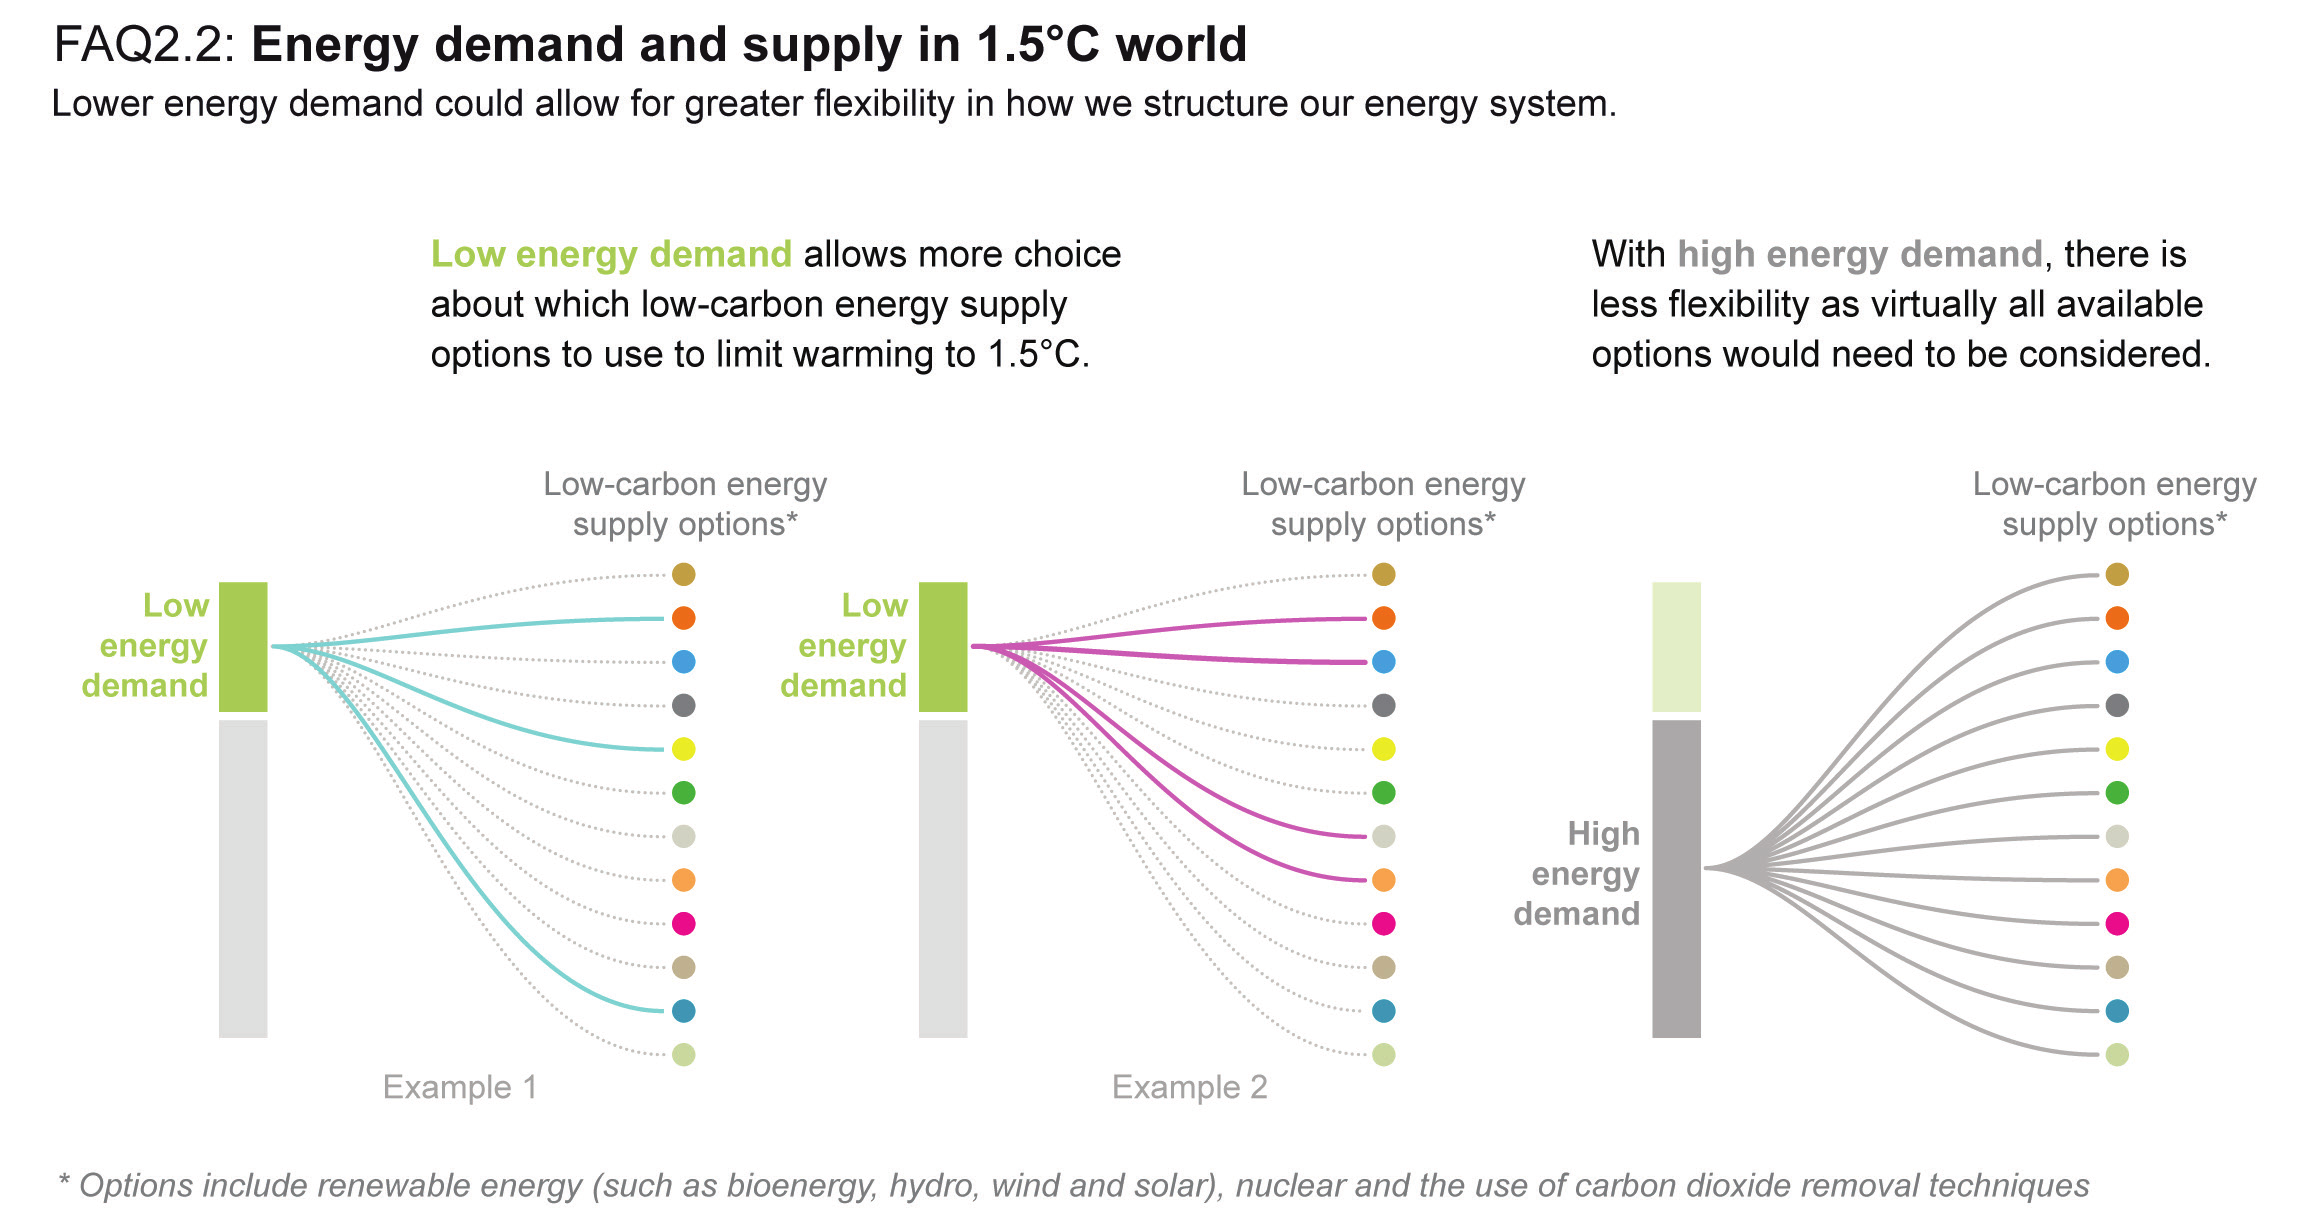 FAQ2.2: Energy demand and supply in 1.5°C world
Lower energy demand could allow for greater flexibility in how we structure our energy system.
Low energy demand allows more choice
about which low-carbon energy supply
options to use to limit warming to 1.5°C.
With high energy demand, there is
less flexibility as virtually all available
options would need to be considered.
Low-carbon energy
supply options*
Low
energy
demand
Example 1
Low-carbon energy
supply options*
Low
energy
demand
Example 2
Low-carbon energy
supply options*
High
energy
demand
* Options include renewable energy (such as bioenergy, hydro, wind and solar), nuclear and the use of carbon dioxide removal techniques